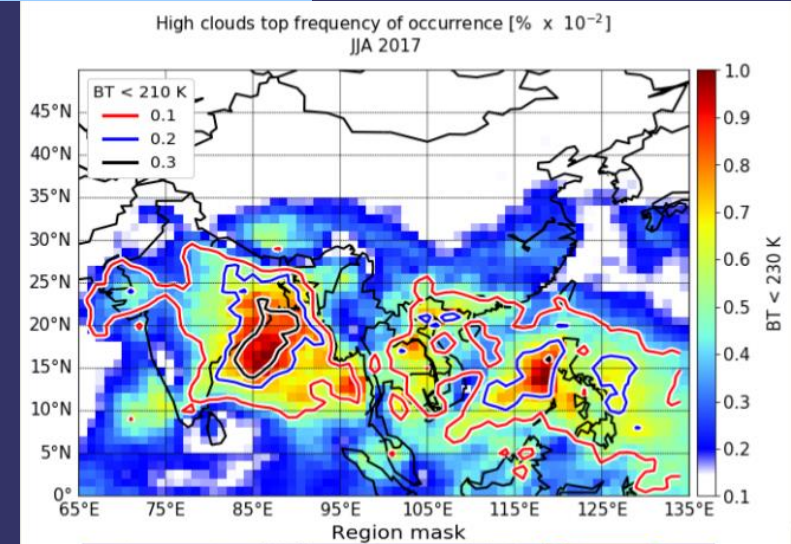 High clouds top frequency of occurrence [% x 10⁻²]
JJA 2017
BT < 210 K
0.1
0.2
0.3
45°N
40°N
35°N
30°N
25°N
20°N
15°N
10°N
5°N
0°
65°E 75°E 85°E 95°E 105°E 115°E 125°E 135°E
Region mask
1.0
0.9
0.8
0.7
0.6
0.5
0.4
0.3
0.2
0.1
BT < 230 K